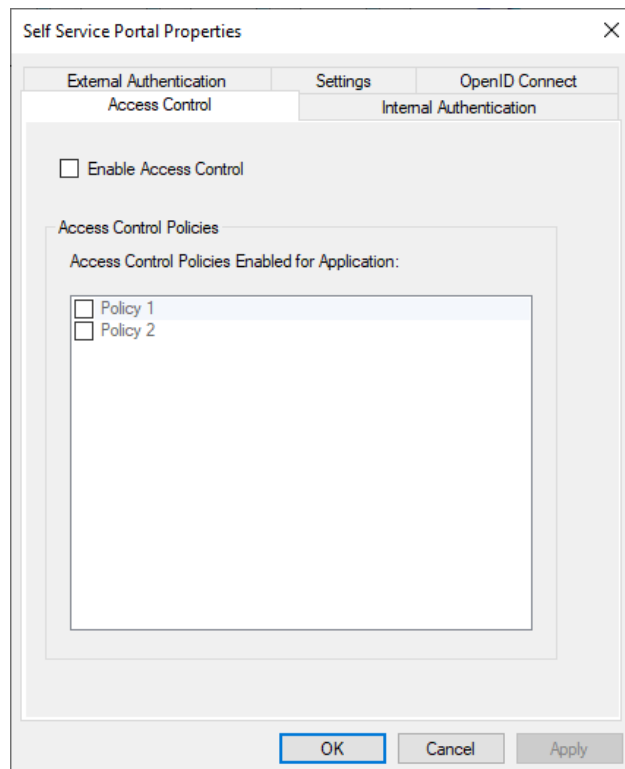 Self Service Portal Properties
External Authentication
Settings
OpenID Connect
Access Control
Internal Authentication
Enable Access Control
Access Control Policies
Access Control Policies Enabled for Application:
Policy 1
Policy 2
OK
Cancel
Apply